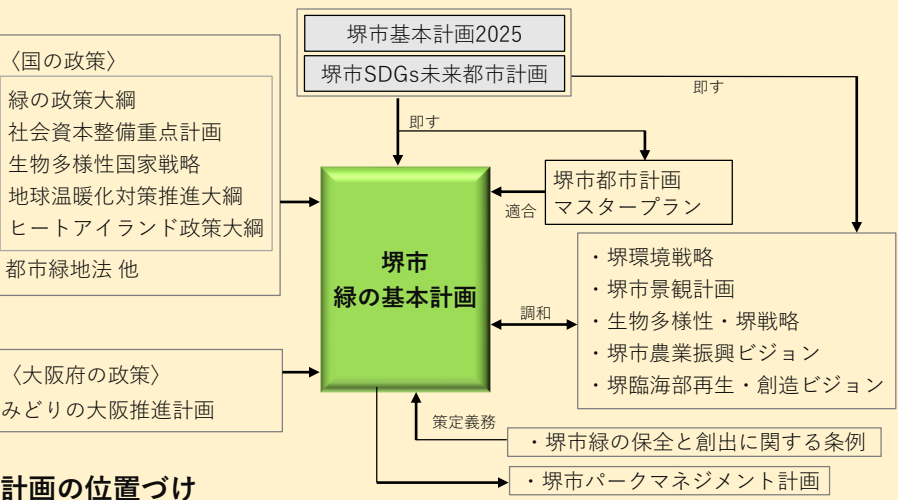 堺市基本計画2025
堺市SDGs未来都市計画
〈国の政策〉
緑の政策大綱
社会資本整備重点計画
生物多様性国家戦略
地球温暖化対策推進大綱
ヒートアイランド政策大綱
都市緑地法 他
即す
即す
堺市都市計画
マスタープラン
適合
堺市
緑の基本計画
調和
・堺環境戦略
・堺市景観計画
・生物多様性・堺戦略
・堺市農業振興ビジョン
・堺臨海部再生・創造ビジョン
〈大阪府の政策〉
みどりの大阪推進計画
策定義務
・堺市緑の保全と創出に関する条例
・堺市パークマネジメント計画
計画の位置づけ